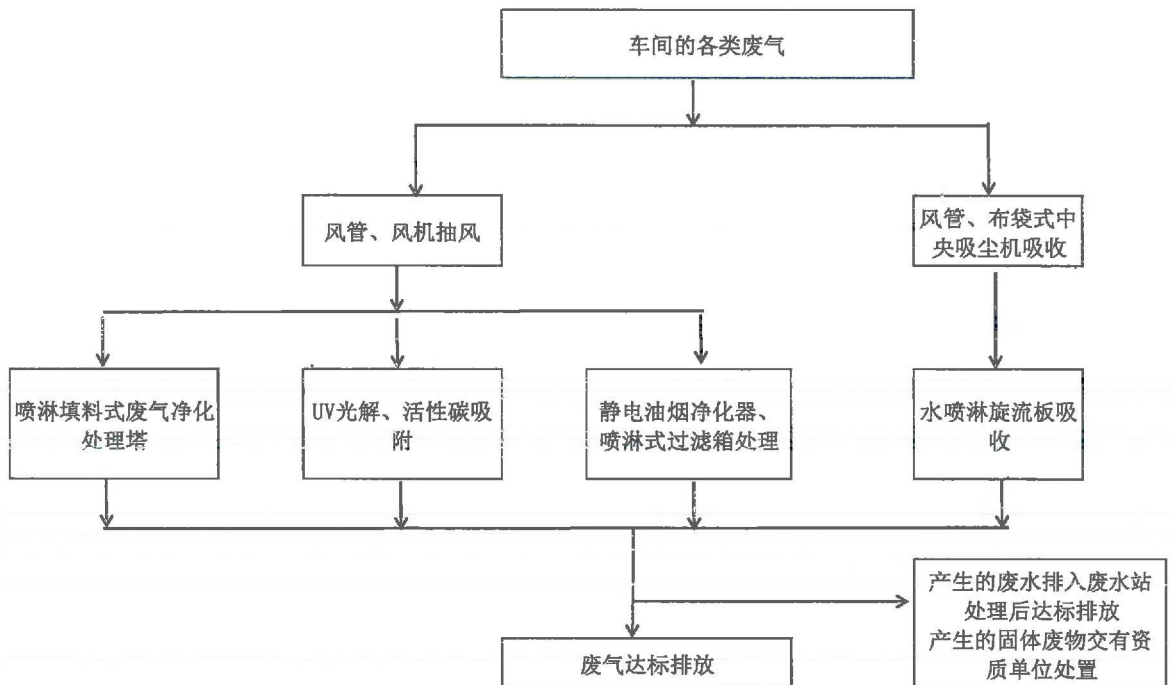 车间的各类废气
风管、风机抽风
风管、布袋式中
央吸尘机吸收
喷淋填料式废气净化
处理塔
UV光解、活性碳吸
附
静电油烟净化器、
喷淋式过滤箱处理
水喷淋旋流板吸
收
产生的废水排入废水站
处理后达标排放
产生的固体废物交有资
质单位处置
废气达标排放